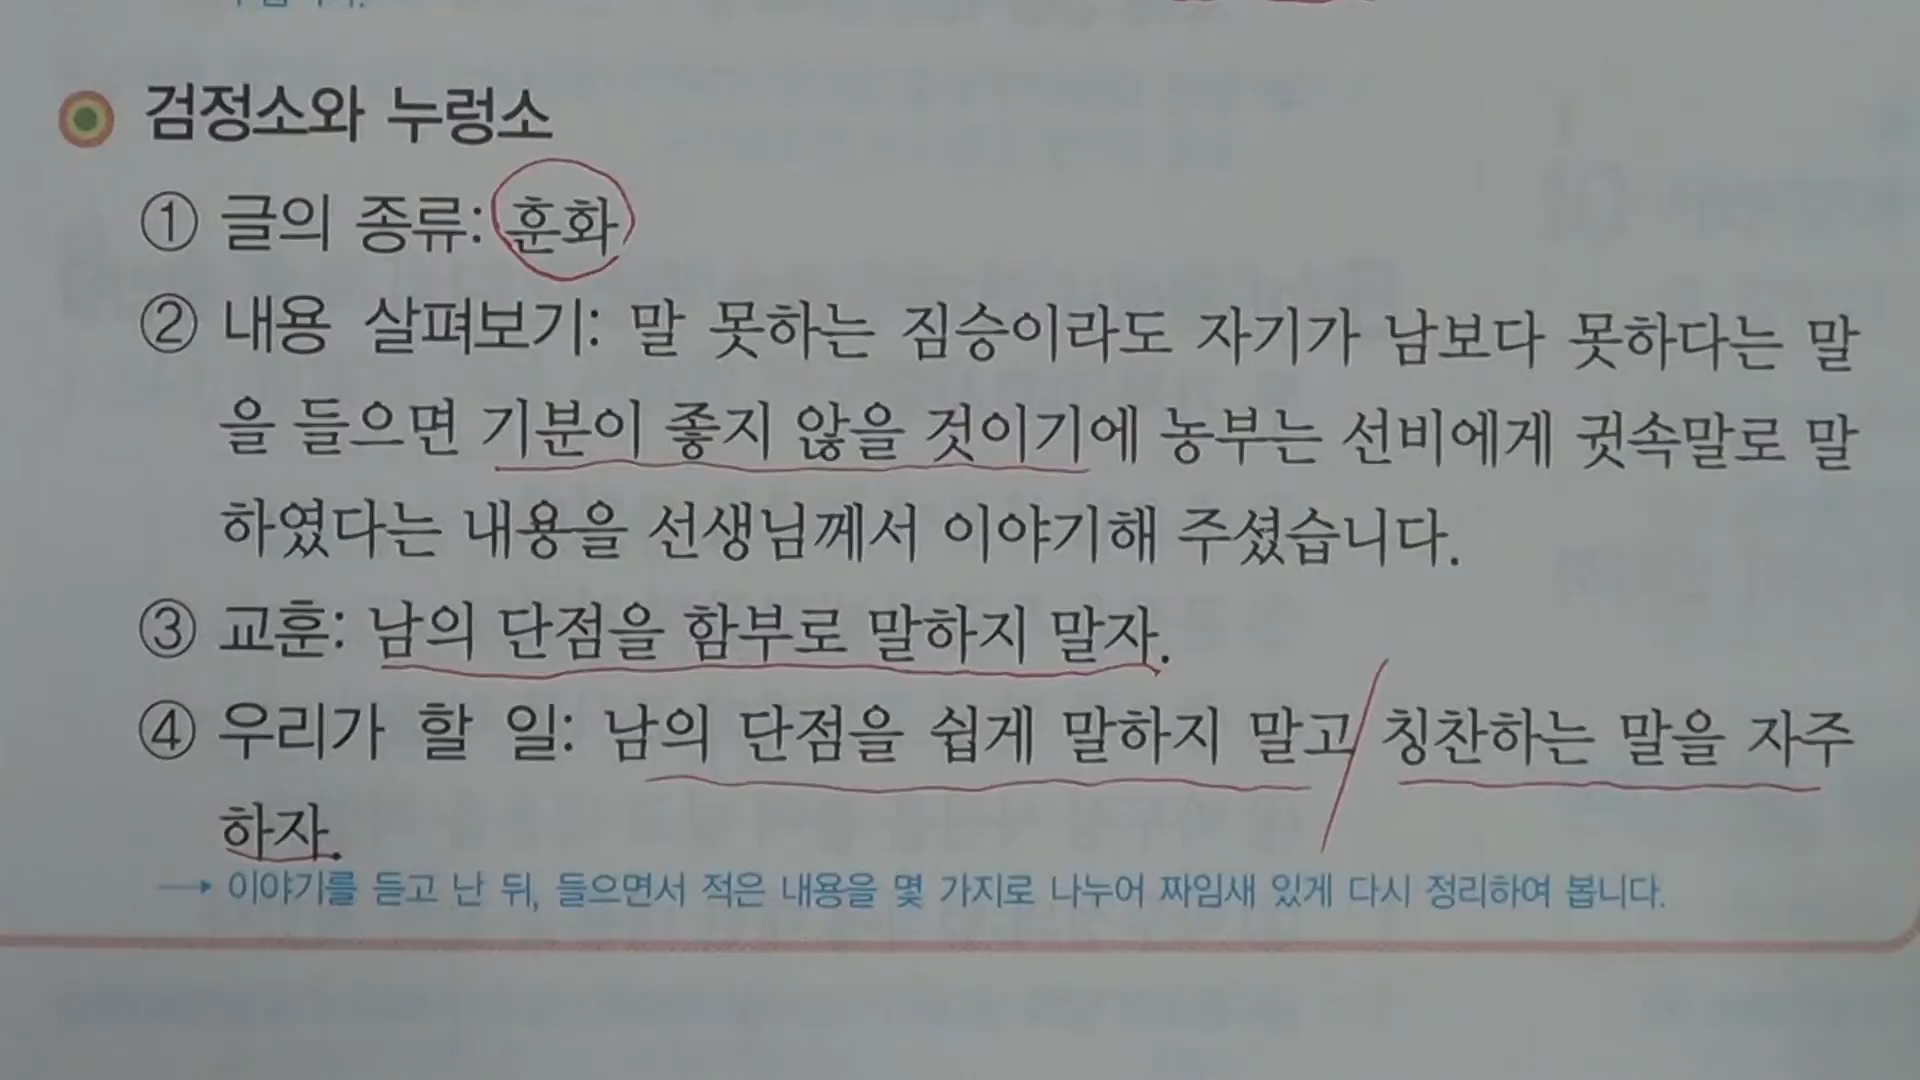 검정소와 누렁소
① 글의 종류: 훈화
② 내용 살펴보기: 말 못하는 짐승이라도 자기가 남보다 못하다는 말
을 들으면 기분이 좋지 않을 것이기에 농부는 선비에게 귓속말로 말
하였다는 내용을 선생님께서 이야기해 주셨습니다.
③ 교훈: 남의 단점을 함부로 말하지 말자.
④ 우리가 할 일: 남의 단점을 쉽게 말하지 말고 칭찬하는 말을 자주
하자.
→ 이야기를 듣고 난 뒤, 들으면서 적은 내용을 몇 가지로 나누어 짜임새 있게 다시 정리하여 봅니다.